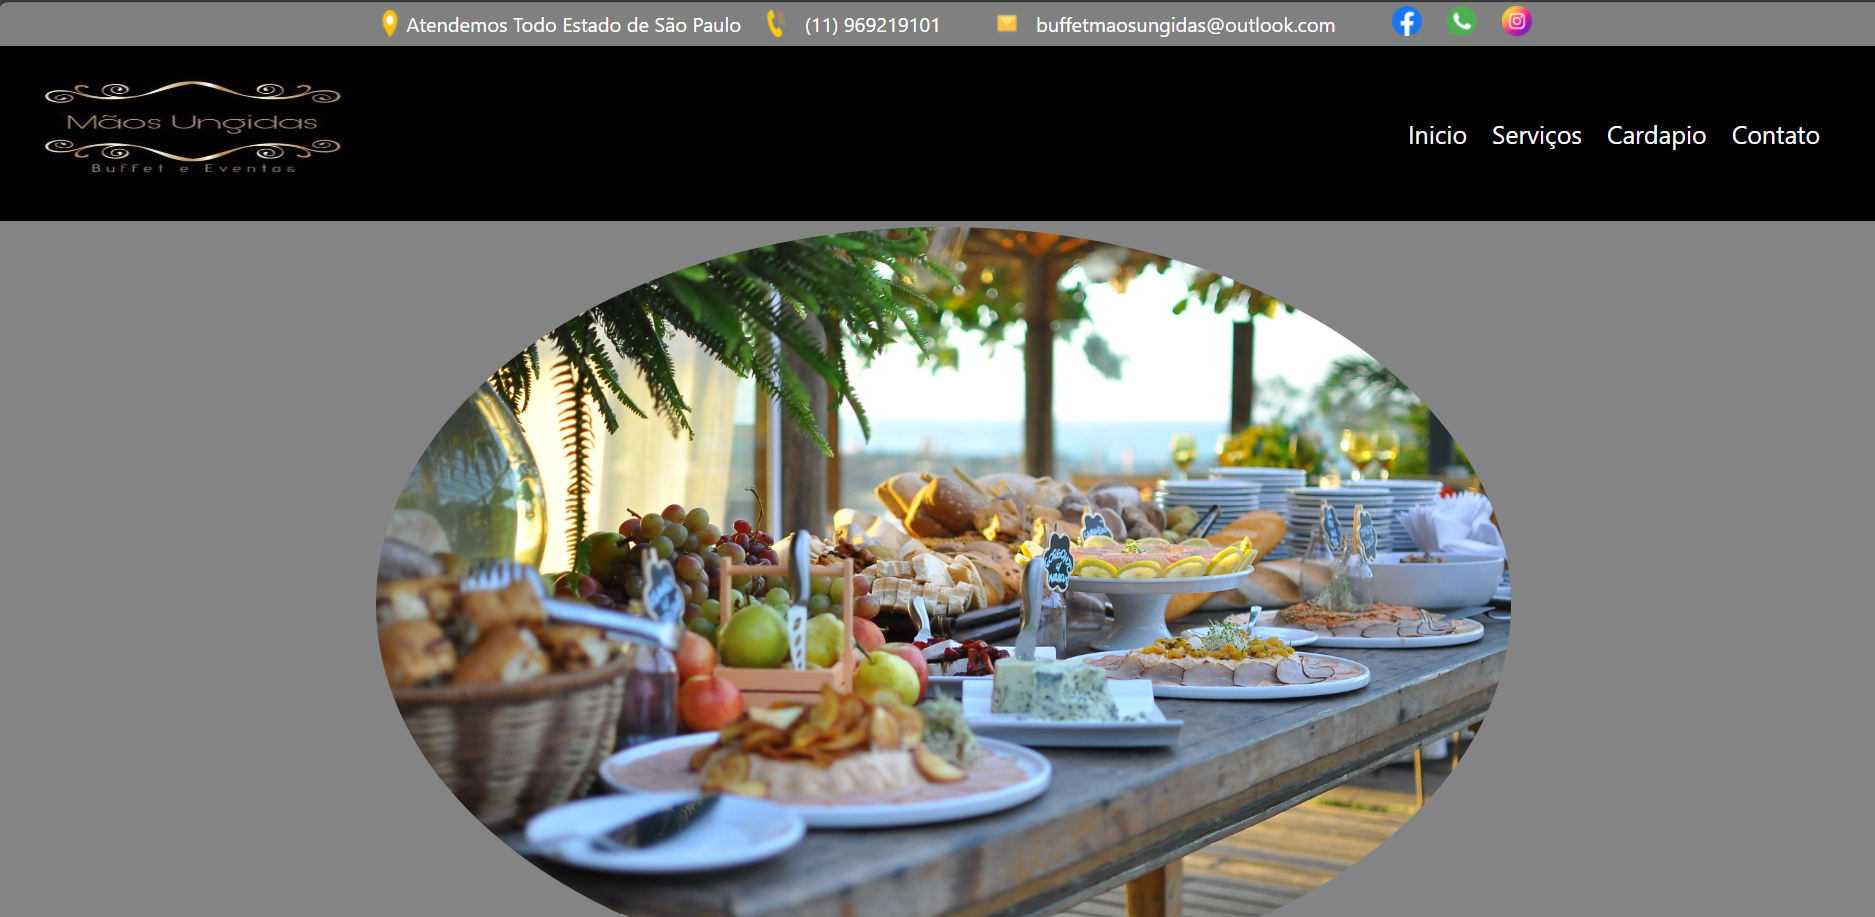 Atendemos Todo Estado de São Paulo (11) 969219101 buffetmaosungidas@outlook.com
Mãos Ungidas
Buffet e Eventos
Inicio Serviços Cardapio Contato